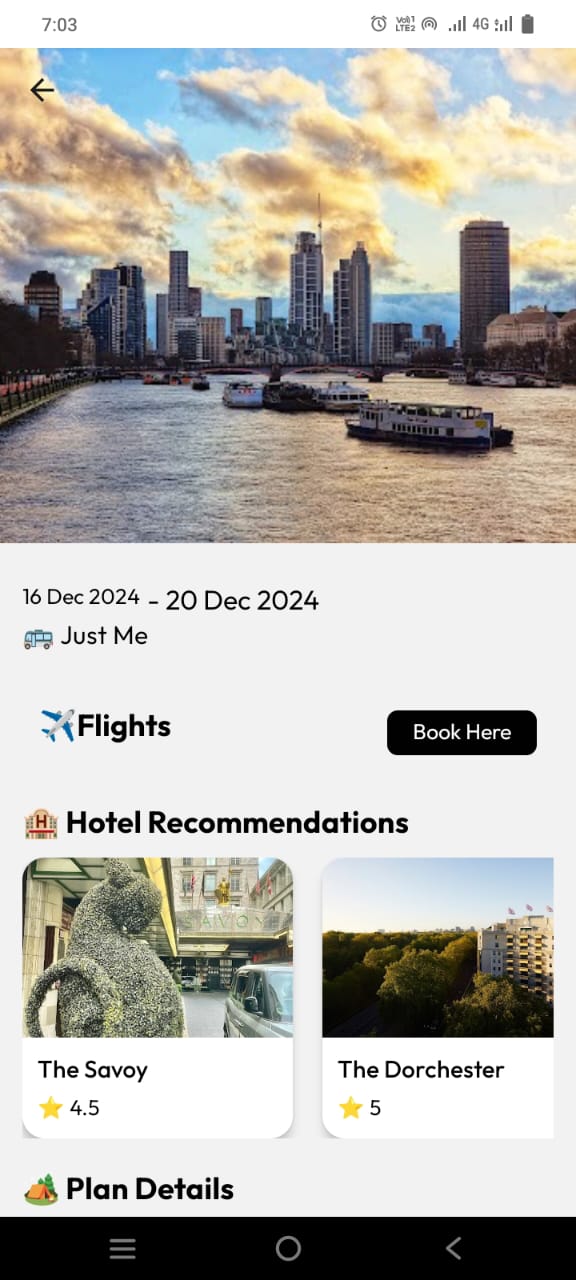 7:03
Vo))1 LTE2 4G
16 Dec 2024 - 20 Dec 2024
🚌 Just Me
✈️Flights
Book Here
🏨 Hotel Recommendations
SAVOY
The Savoy
⭐ 4.5
The Dorchester
⭐ 5
🏕️ Plan Details